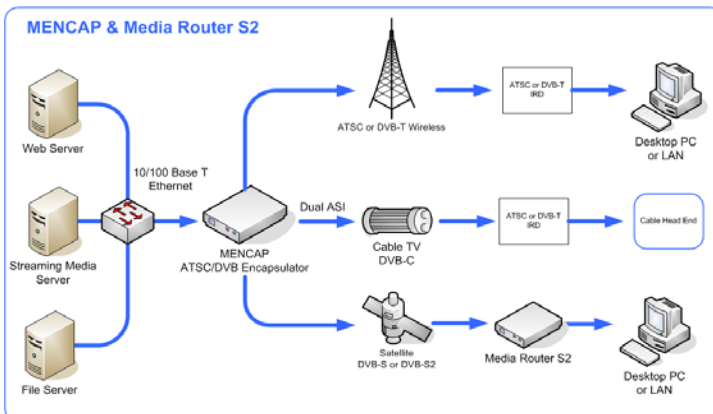 MENCAP & Media Router S2
Web Server
10/100 Base T
Ethernet
Streaming Media
Server
File Server
MENCAP
ATSC/DVB Encapsulator
Dual ASI
ATSC or DVB-T Wireless
ATSC or DVB-T
IRD
Desktop PC
or LAN
Cable TV
DVB-C
ATSC or DVB-T
IRD
Cable Head End
Satellite
DVB-S or DVB-S2
Media Router S2
Desktop PC
or LAN